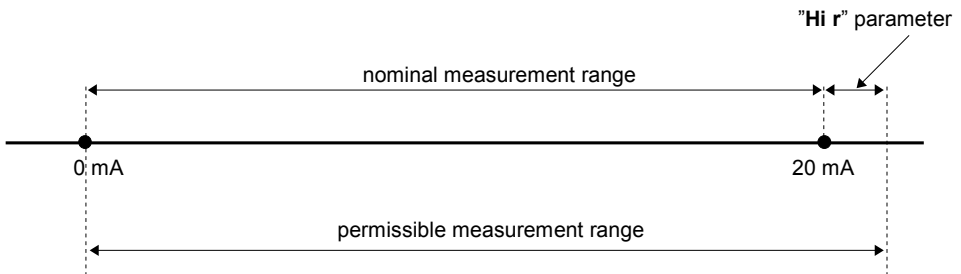 ”Hi r” parameter
nominal measurement range
0 mA
20 mA
permissible measurement range